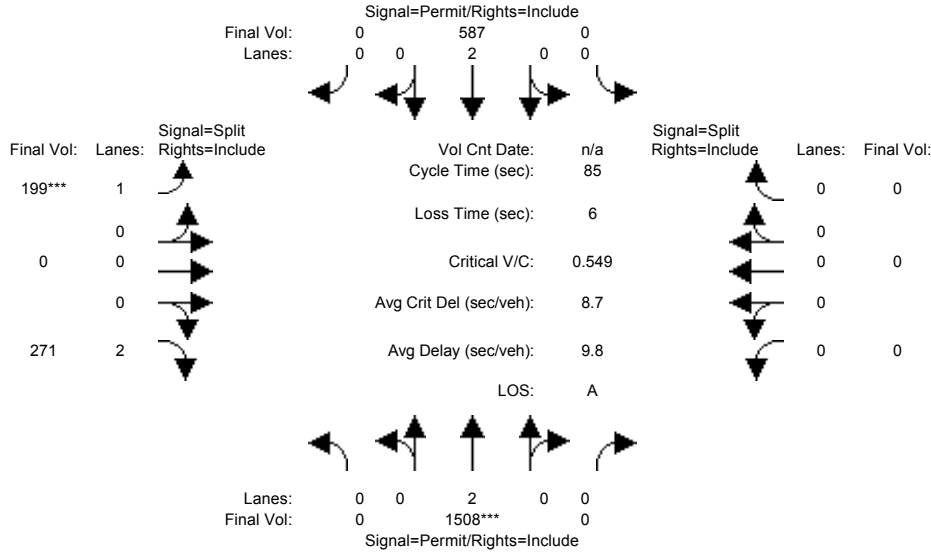 Signal=Permit/Rights=Include
Final Vol: 0 587 0
Lanes: 0 0 2 0 0
Signal=Split Signal=Split
Final Vol: Lanes: Rights=Include Vol Cnt Date: n/a Rights=Include Lanes: Final Vol:
Cycle Time (sec): 85
199*** 1 0 0
Loss Time (sec): 6
0 0
0 0 Critical V/C: 0.549 0 0
0 Avg Crit Del (sec/veh): 8.7 0
271 2 Avg Delay (sec/veh): 9.8 0 0
LOS: A
Lanes: 0 0 2 0 0
Final Vol: 0 1508*** 0
Signal=Permit/Rights=Include